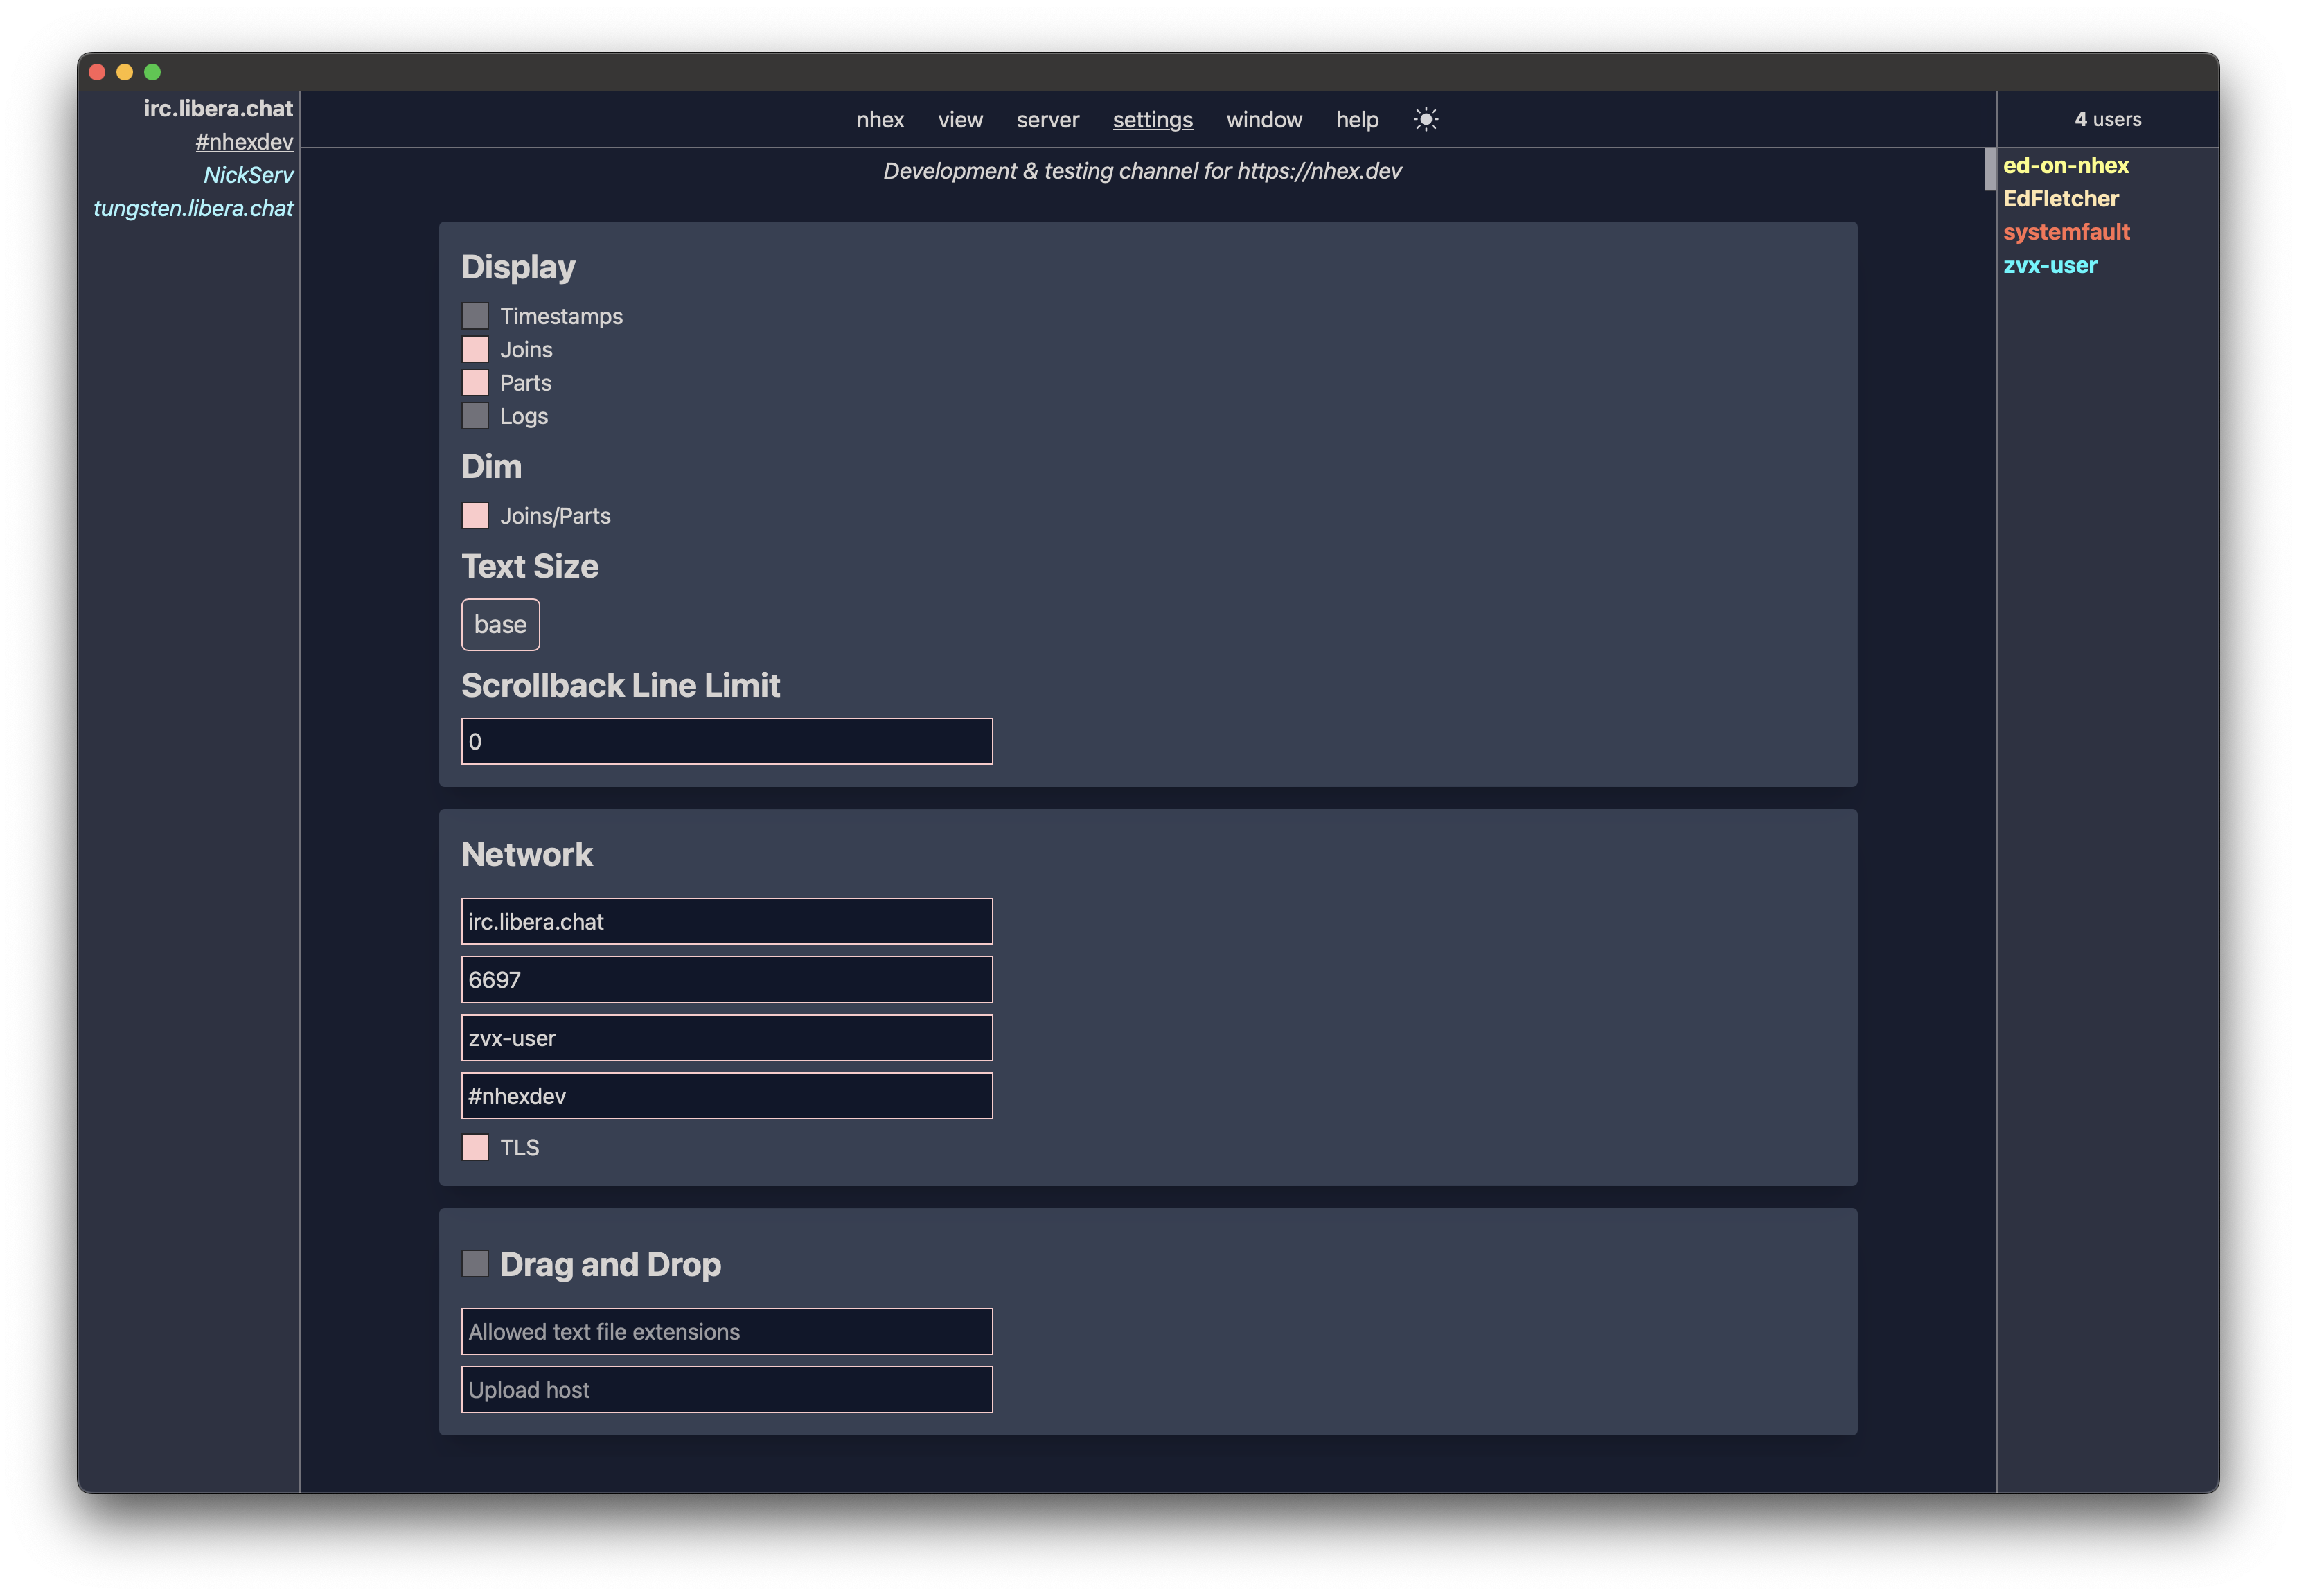 irc.libera.chat
#nhexdev
NickServ
tungsten.libera.chat
nhex view server settings window help
Development & testing channel for https://nhex.dev
Display
Timestamps
Joins
Parts
Logs
Dim
Joins/Parts
Text Size
base
Scrollback Line Limit
0
Network
irc.libera.chat
6697
zvx-user
#nhexdev
TLS
Drag and Drop
Allowed text file extensions
Upload host
4 users
ed-on-nhex
EdFletcher
systemfault
zvx-user